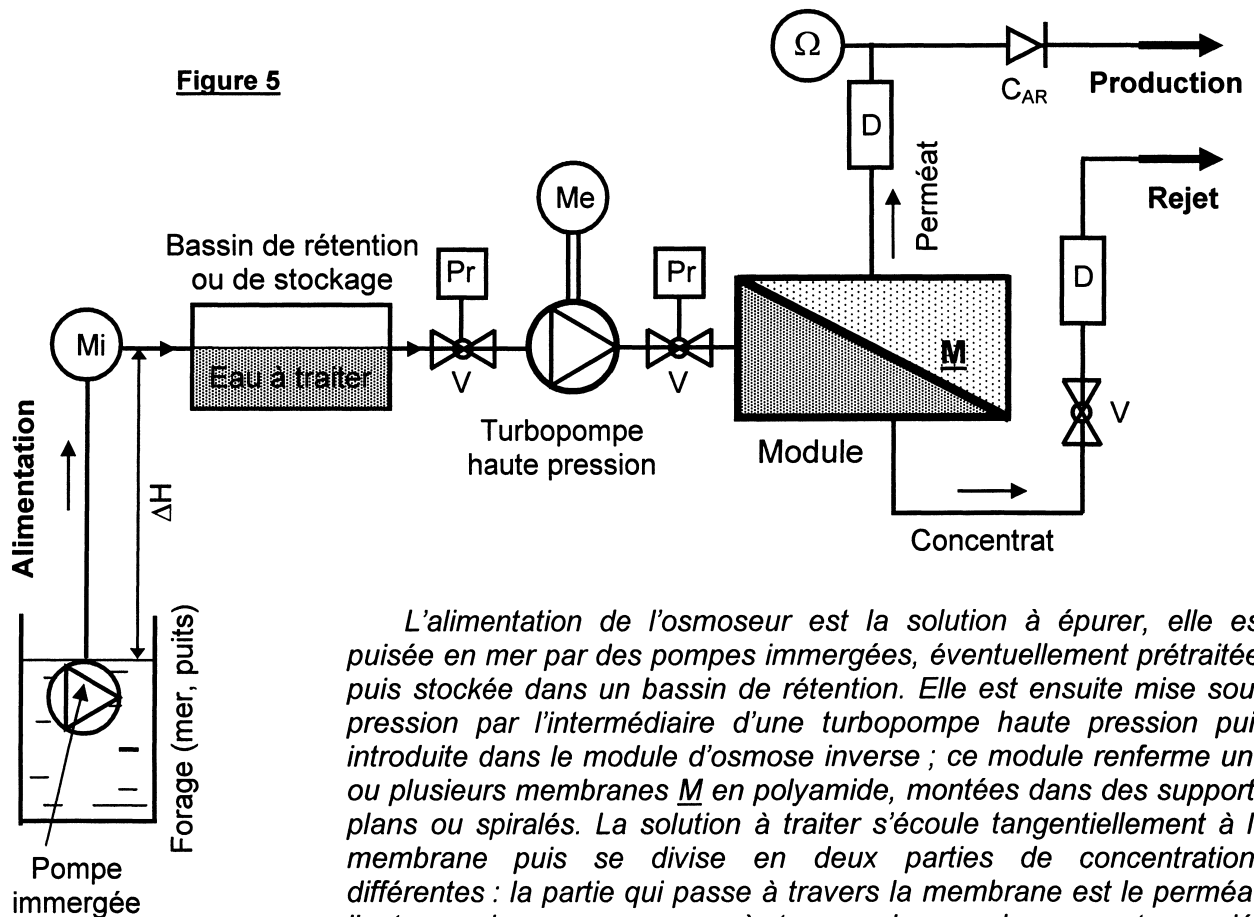 Figure 5
Ω
C_AR
Production
D
Perméat
Rejet
D
Me
Bassin de rétention
ou de stockage
Pr
Pr
Mi
Eau à traiter
V
V
M
V
Turbopompe
haute pression
Module
Concentrat
Alimentation
ΔH
Forage (mer, puits)
Pompe
immergée
L'alimentation de l'osmoseur est la solution à épurer, elle es
puisée en mer par des pompes immergées, éventuellement prétraitée
puis stockée dans un bassin de rétention. Elle est ensuite mise sou
pression par l'intermédiaire d'une turbopompe haute pression pui
introduite dans le module d'osmose inverse ; ce module renferme un
ou plusieurs membranes M en polyamide, montées dans des support
plans ou spiralés. La solution à traiter s'écoule tangentiellement à l
membrane puis se divise en deux parties de concentration
différentes : la partie qui passe à travers la membrane est le perméa